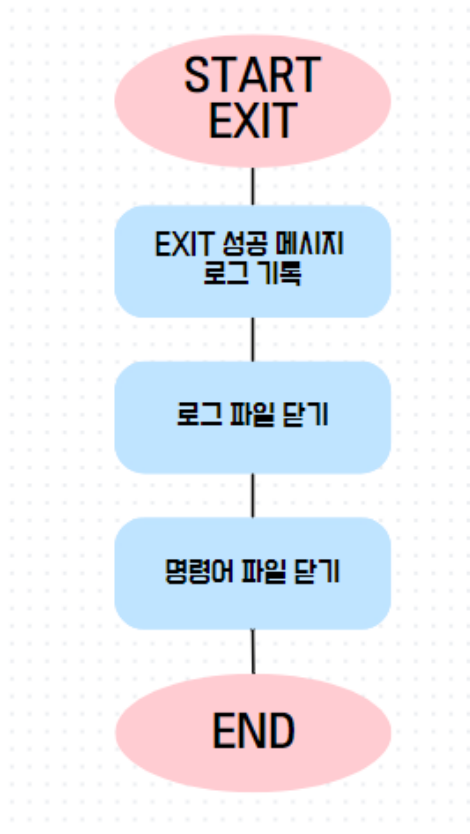 START
EXIT
EXIT 성공 메시지
로그 기록
로그 파일 닫기
명령어 파일 닫기
END